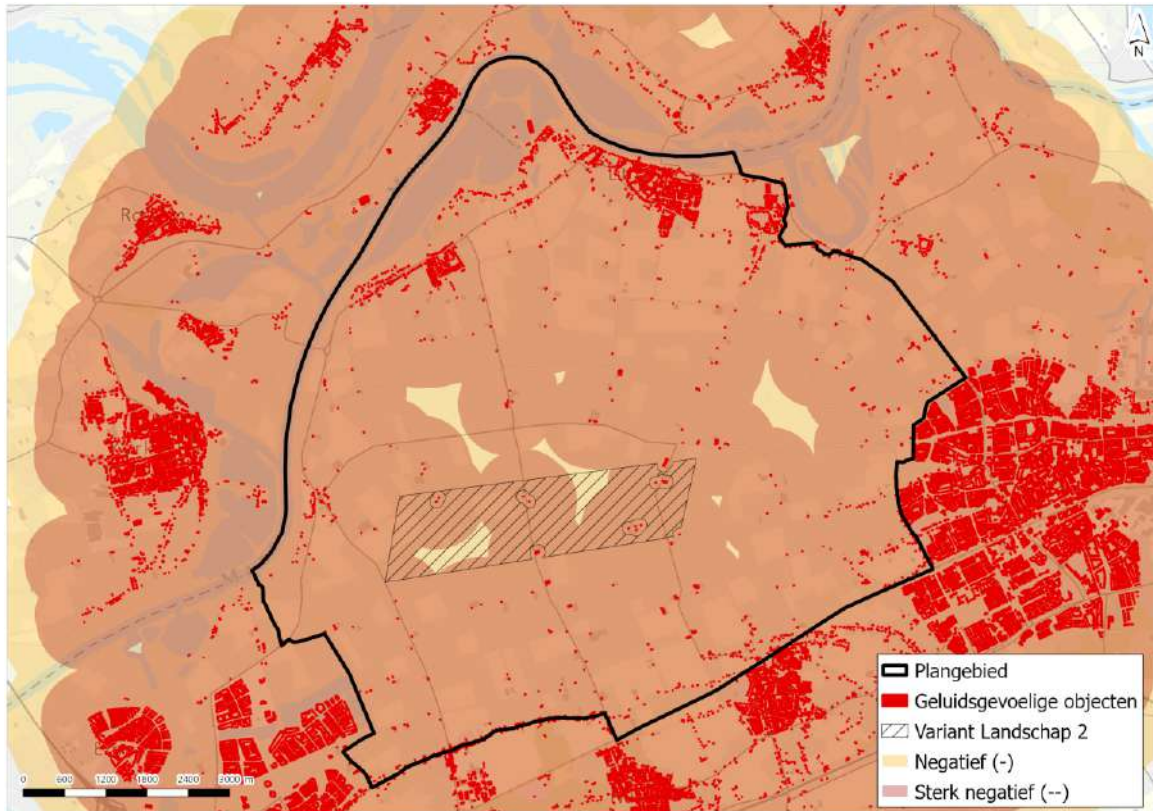 N
Plangebied
Geluidsgevoelige objecten
Variant Landschap 2
Negatief (-)
Sterk negatief (--)
0 600 1200 1800 2400 3000 m